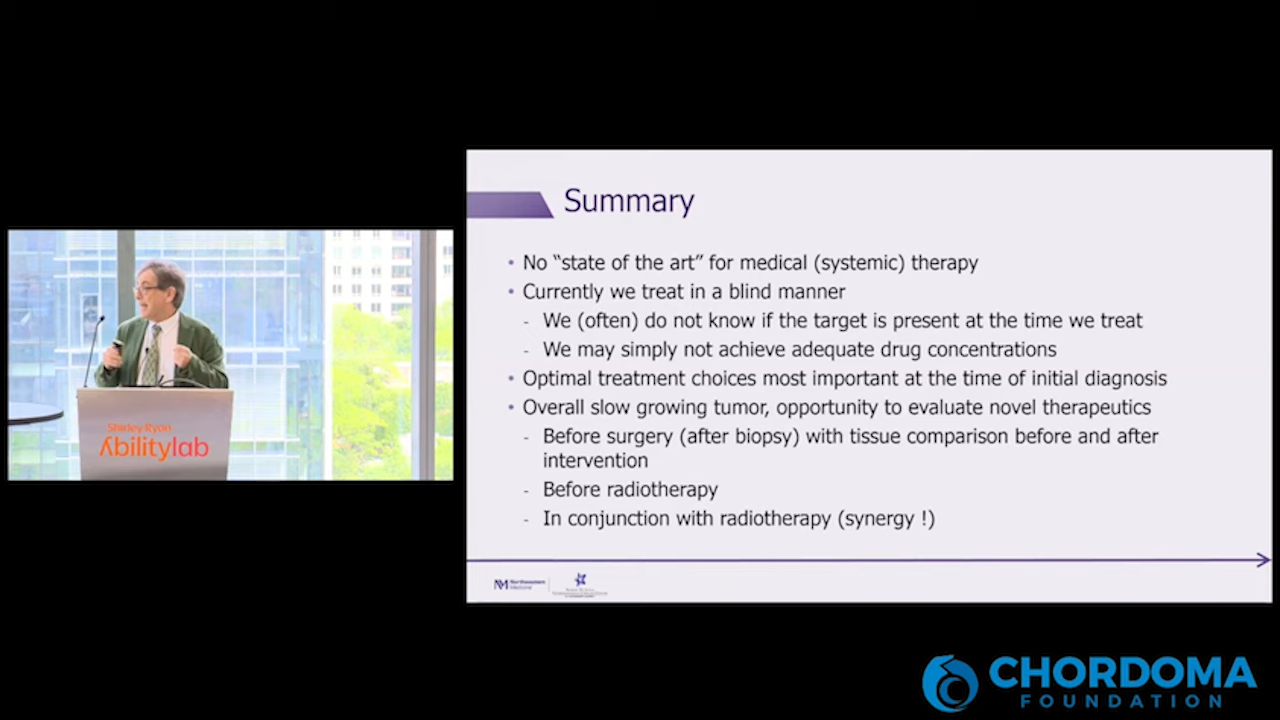 Summary
• No “state of the art” for medical (systemic) therapy
• Currently we treat in a blind manner
- We (often) do not know if the target is present at the time we treat
- We may simply not achieve adequate drug concentrations
• Optimal treatment choices most important at the time of initial diagnosis
• Overall slow growing tumor, opportunity to evaluate novel therapeutics
- Before surgery (after biopsy) with tissue comparison before and after
intervention
- Before radiotherapy
- In conjunction with radiotherapy (synergy !)
Shirley Ryan
Abilitylab
NM Northwestern
Medicine
CHORDOMA
FOUNDATION